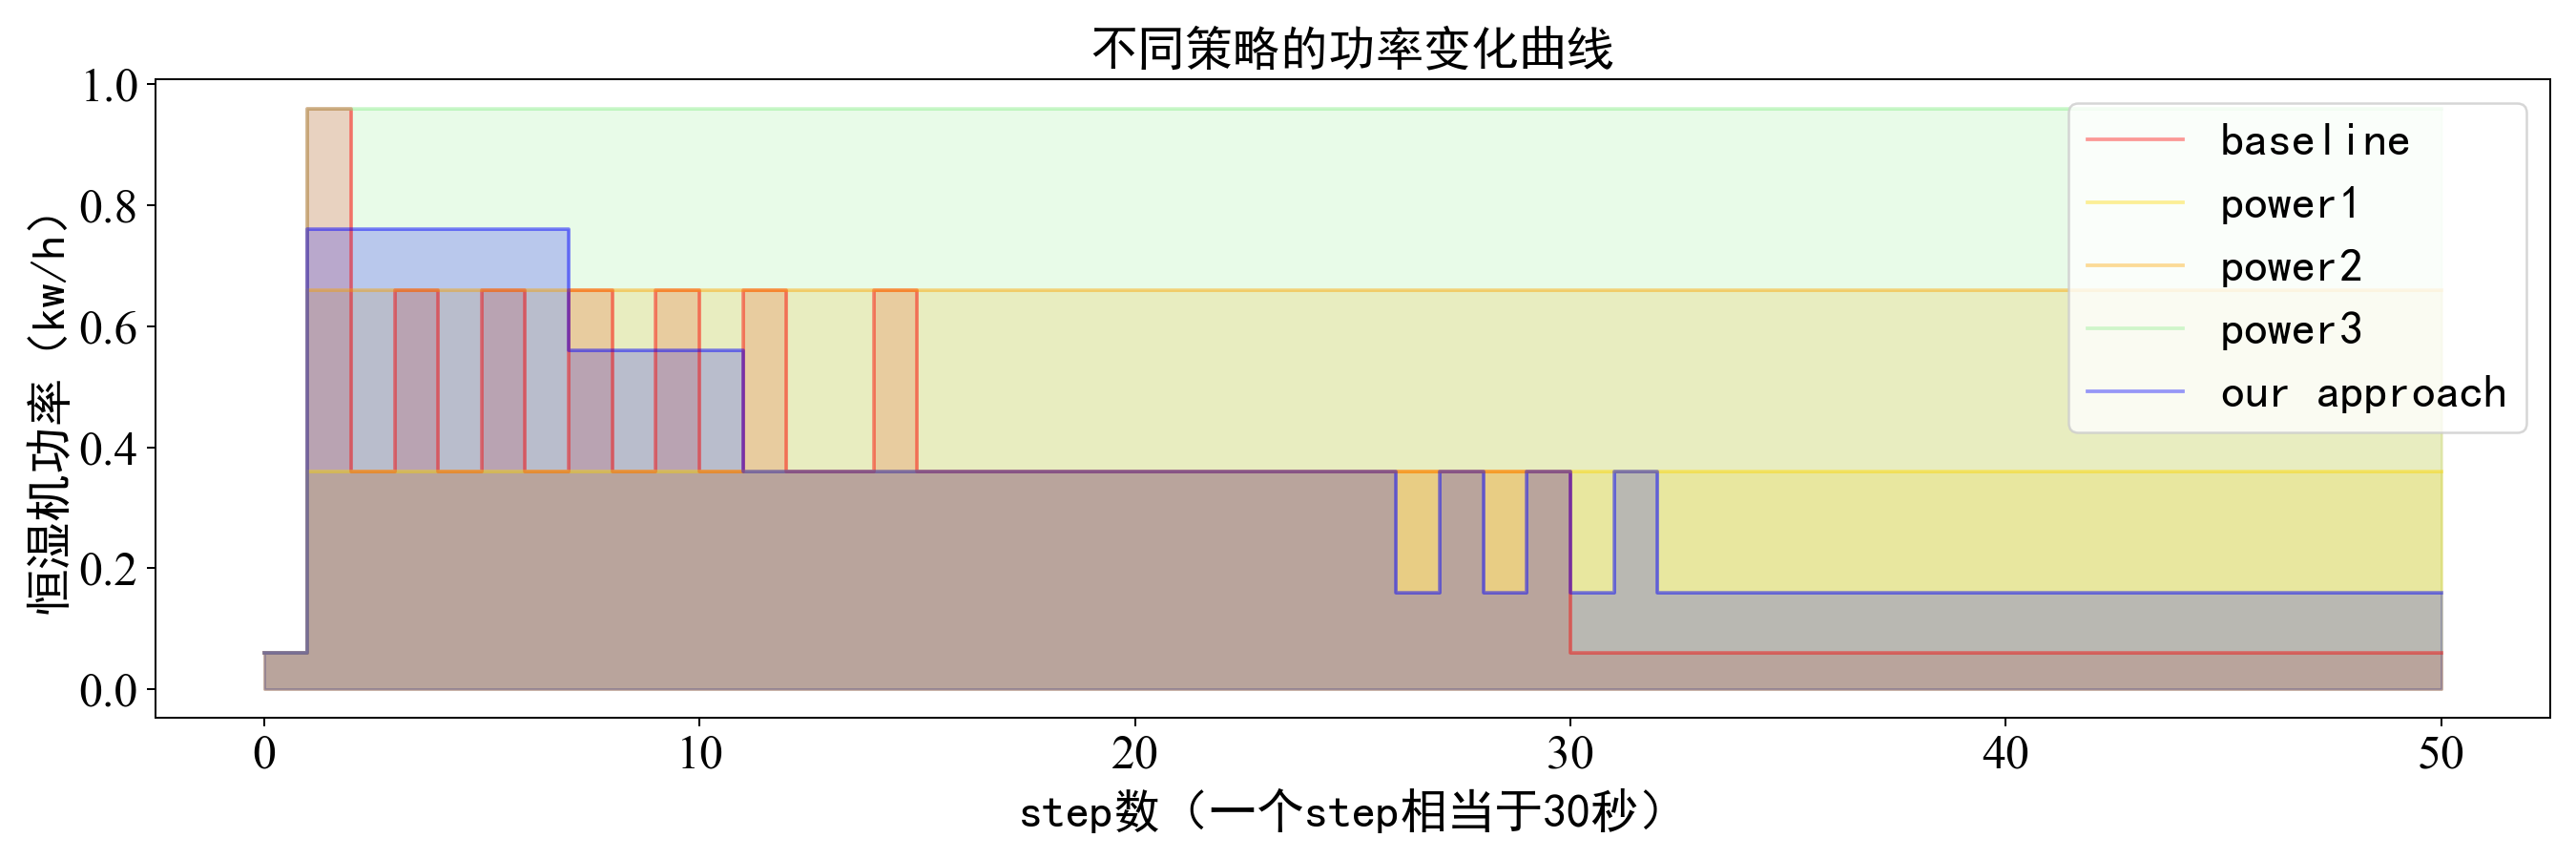 不同策略的功率变化曲线
恒湿机功率（kw/h）
1.0
0.8
0.6
0.4
0.2
0.0
baseline
power1
power2
power3
our approach
0 10 20 30 40 50
step数（一个step相当于30秒）